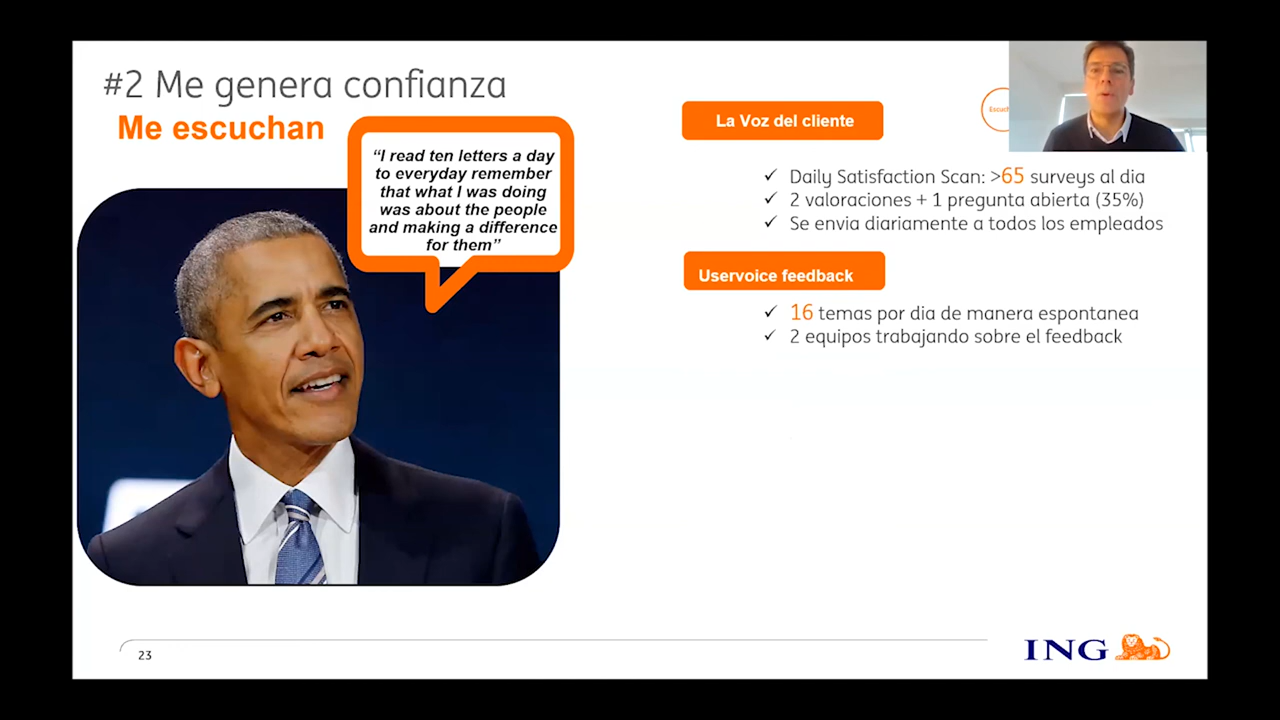 #2 Me genera confianza
Me escuchan
“I read ten letters a day
to everyday remember
that what I was doing
was about the people
and making a difference
for them”
La Voz del cliente
Daily Satisfaction Scan: >65 surveys al dia
2 valoraciones + 1 pregunta abierta (35%)
Se envia diariamente a todos los empleados
Uservoice feedback
16 temas por dia de manera espontanea
2 equipos trabajando sobre el feedback
23
ING